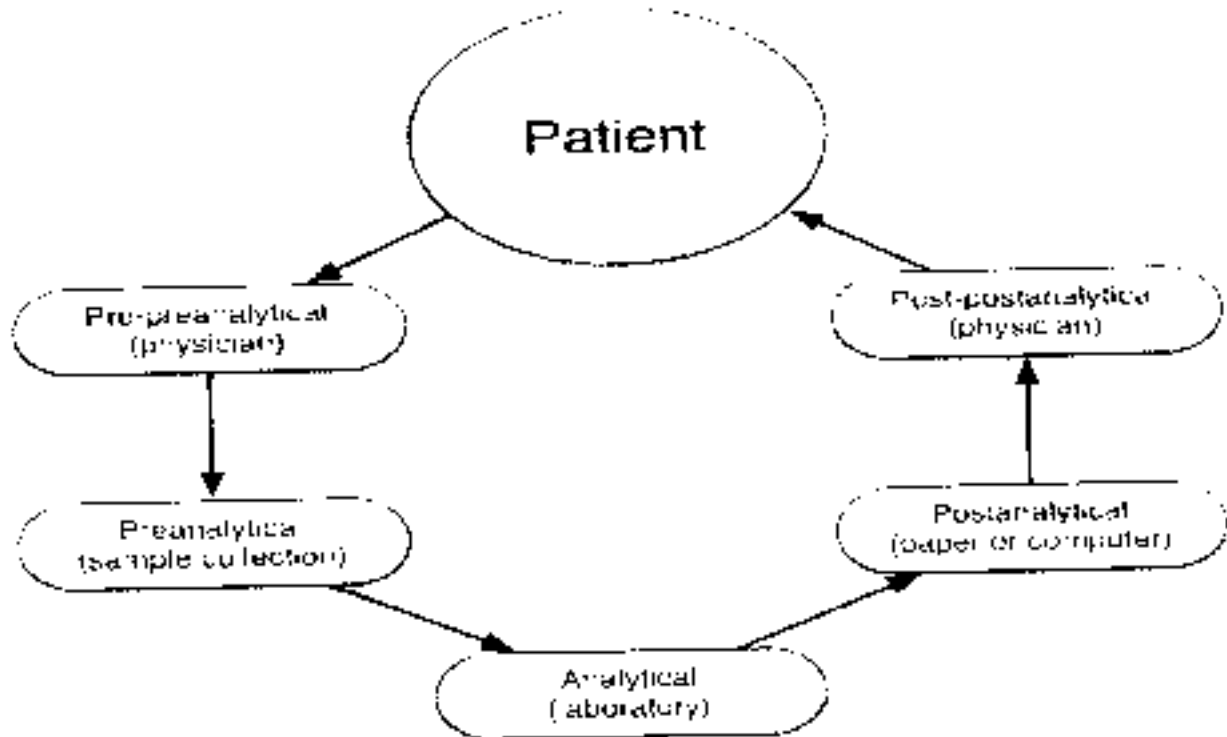 Patient
Pre-preanalytical
(physician)
Post-postanalytical
(physician)
Preanalytical
(sample collection)
Postanalytical
(paper or computer)
Analytical
(laboratory)